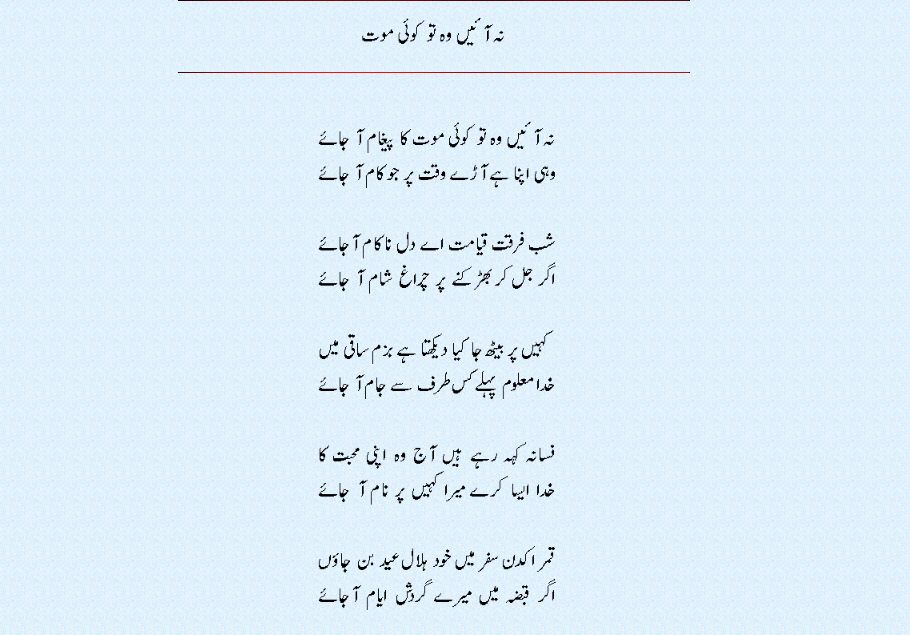 نہ آئیں وہ تو کوئی موت
نہ آئیں وہ تو کوئی موت کا پیغام آ جائے
وہی اپنا ہے آڑے وقت پر جو کام آ جائے
شب فرقت قیامت اے دل ناکام آ جائے
اگر جل کر بھڑکنے پر چراغ شام آ جائے
کہیں پر بیٹھ جا کیا دیکھتا ہے بزم ساقی میں
خدا معلوم پہلے کس طرف سے جام آ جائے
فسانہ کہہ رہے ہیں آج وہ اپنی محبت کا
خدا ایسا کرے میرا کہیں پر نام آ جائے
قمر اکدن سفر میں خود ہلال عید بن جاؤں
اگر قبضہ میں میرے گردش ایام آ جائے